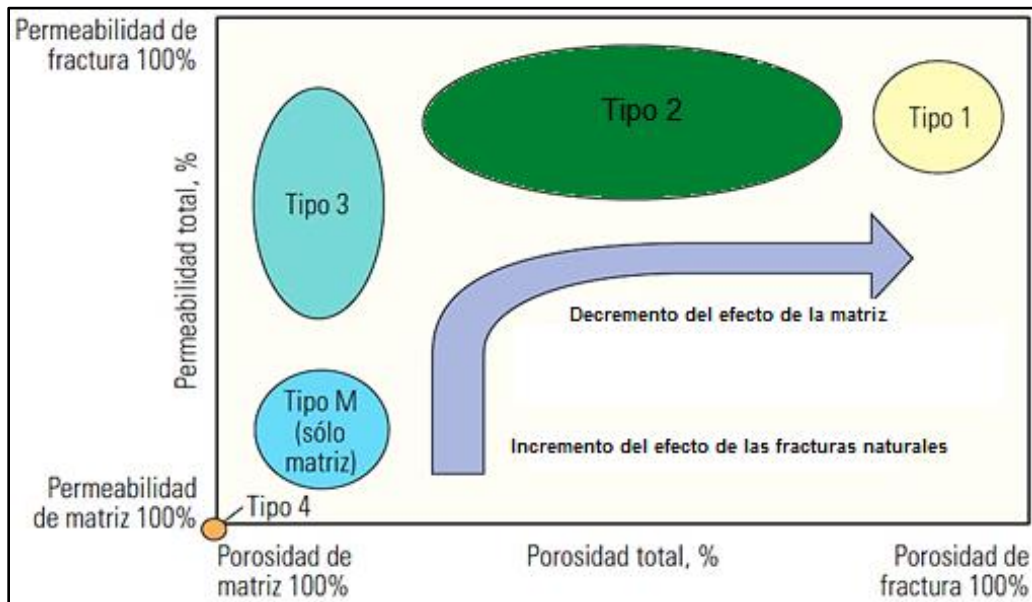 Permeabilidad de
fractura 100%
Tipo 2
Tipo 1
Tipo 3
Permeabilidad total, %
Decremento del efecto de la matriz
Tipo M
(sólo
matriz)
Incremento del efecto de las fracturas naturales
Permeabilidad
de matriz 100%
Tipo 4
Porosidad de
matriz 100%
Porosidad total, %
Porosidad de
fractura 100%